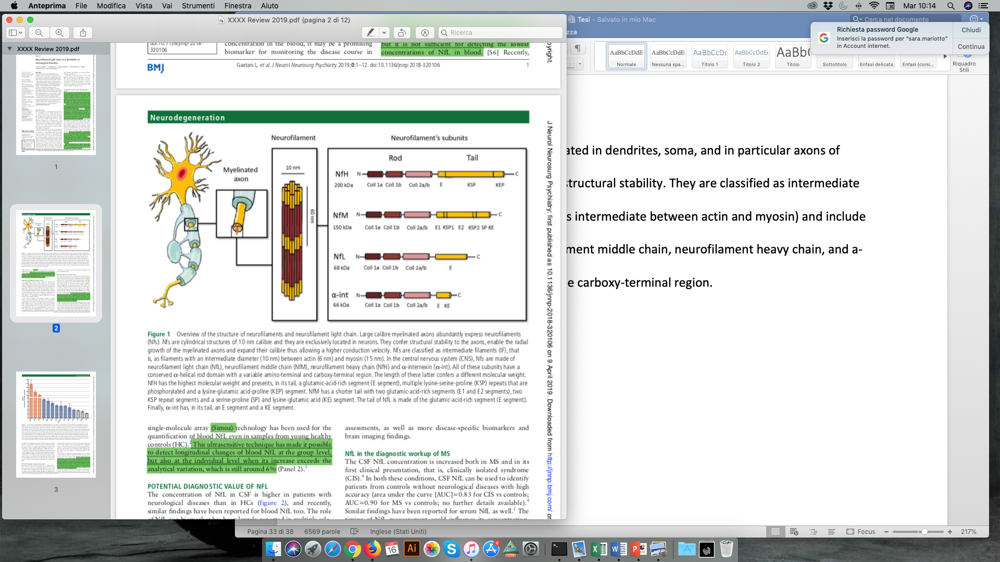 Anteprima File Modifica Vista Vai Strumenti Finestra Aiuto
Mar 10:14
XXXX Review 2019.pdf (pagina 2 di 12)
Ricerca
Tesi - Salvato in mio Mac
Cerca nel documento
zza
Richiesta password Google
Inserisci la password per “sara.mariotto”
in Account internet.
Chiudi
Continua
AaBbCcDdE
Normale
AaBbCcDdE
Nessuna spa...
AaBbCcDc
Titolo 1
AaBbCcDdEe
Titolo 2
AaBb(
Titolo
Sottotitolo
Enfasi delicata
Enfasi (corsi...
Riquadro
Stili
XXXX Review 2019.pdf
1
2
3
doi:10.1136/jnnp-2018-
320106
concentration in the blood, it may be a promising
biomarker for monitoring the disease course in
but it is not sufficient for detecting the lowest
concentrations of NfL in blood. [S6] Recently,
BMJ
Gaetani L, et al. J Neurol Neurosurg Psychiatry 2019;0:1–12. doi:10.1136/jnnp-2018-320106
1
pyright.
Neurodegeneration
Myelinated
axon
Neurofilament
10 nm
60 nm
Neurofilament's subunits
Rod Tail
NfH N C
200 kDa Coil 1a Coil 1b Coil 2a/b E KSP KEP
NfM N C
150 kDa Coil 1a Coil 1b Coil 2a/b E1 KSP1 E2 KSP2 SP KE
NfL N C
68 kDa Coil 1a Coil 1b Coil 2a/b E
α-int N C
66 kDa Coil 1a Coil 1b Coil 2a/b E KE
Figure 1 Overview of the structure of neurofilaments and neurofilament light chain. Large calibre myelinated axons abundantly express neurofilaments
(Nfs). Nfs are cylindrical structures of 10 nm calibre and they are exclusively located in neurons. They confer structural stability to the axons, enable the radial
growth of the myelinated axons and expand their calibre thus allowing a higher conduction velocity. Nfs are classified as intermediate filaments (IF), that
is, as filaments with an intermediate diameter (10 nm) between actin (6 nm) and myosin (15 nm). In the central nervous system (CNS), Nfs are made of
neurofilament light chain (NfL), neurofilament middle chain (NfM), neurofilament heavy chain (NfH) and α-internexin (α-int). All of these subunits have a
conserved α-helical rod domain with a variable amino-terminal and carboxy-terminal region. The length of these latter confers a different molecular weight.
NfH has the highest molecular weight and presents, in its tail, a glutamic-acid-rich segment (E segment), multiple lysine-serine-proline (KSP) repeats that are
phosphorylated and a lysine-glutamic acid-proline (KEP) segment. NfM has a shorter tail with two glutamic-acid-rich segments (E1 and E2 segments), two
KSP repeat segments and a serine-proline (SP) and lysine-glutamic acid (KE) segment. The tail of NfL is made of the glutamic-acid-rich segment (E segment).
Finally, α-int has, in its tail, an E segment and a KE segment.
single-molecule array (Simoa) technology has been used for the
quantification of blood NfL even in samples from young healthy
controls (HC).2 This ultrasensitive technique has made it possible
to detect longitudinal changes of blood NfL at the group level,
but also at the individual level when its increase exceeds the
analytical variation, which is still around 6% (Panel 2).2
POTENTIAL DIAGNOSTIC VALUE OF NFL
The concentration of NfL in CSF is higher in patients with
neurological diseases than in HCs (figure 2), and recently,
similar findings have been reported for blood NfL too. The role
of NfL as a biomarker has been largely reported in multiple scle-
assessments, as well as more disease-specific biomarkers and
brain imaging findings.
NfL in the diagnostic workup of MS
The CSF NfL concentration is increased both in MS and in its
first clinical presentation, that is, clinically isolated syndrome
(CIS).4 In both these conditions, CSF NfL can be used to identify
patients from controls without neurological diseases with high
accuracy (area under the curve [AUC]=0.83 for CIS vs controls;
AUC=0.90 for MS vs controls; no further details available).4
Similar findings have been reported for serum NfL as well.2 The
timing of NfL measurement could influence its concentration
J Neurol Neurosurg Psychiatry: first published as 10.1136/jnnp-2018-320106 on 9 April 2019. Downloaded from http://jnnp.bmj.com/ or
ated in dendrites, soma, and in particular axons of
structural stability. They are classified as intermediate
s intermediate between actin and myosin) and include
ment middle chain, neurofilament heavy chain, and a-
e carboxy-terminal region.
Pagina 33 di 38 6569 parole Inglese (Stati Uniti)
Focus
217%
LUG
16
Ai
6
LITE